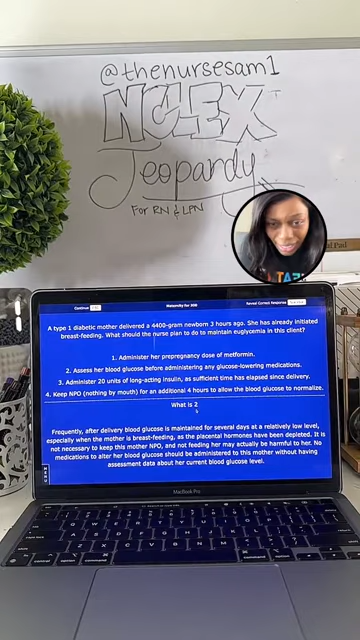 @thenursesam1
NCLEX
Jeopardy
For RN & LPN
Continue
Maternity for 800
Reveal Correct Response
A type 1 diabetic mother delivered a 4400-gram newborn 3 hours ago. She has already initiated
breast-feeding. What should the nurse plan to do to maintain euglycemia in this client?
1. Administer her prepregnancy dose of metformin.
2. Assess her blood glucose before administering any glucose-lowering medications.
3. Administer 20 units of long-acting insulin, as sufficient time has elapsed since delivery.
4. Keep NPO (nothing by mouth) for an additional 4 hours to allow the blood glucose to normalize.
What is 2
Frequently, after delivery blood glucose is maintained for several days at a relatively low level,
especially when the mother is breast-feeding, as the placental hormones have been depleted. It is
not necessary to keep this mother NPO, and not feeding her may actually be harmful to her. No
medications to alter her blood glucose should be administered to this mother without having
assessment data about her current blood glucose level.
MacBook Pro